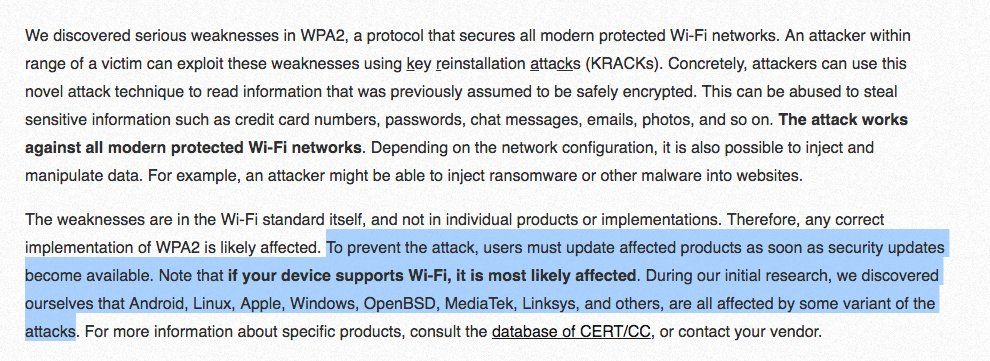 We discovered serious weaknesses in WPA2, a protocol that secures all modern protected Wi-Fi networks. An attacker within
range of a victim can exploit these weaknesses using key reinstallation attacks (KRACKs). Concretely, attackers can use this
novel attack technique to read information that was previously assumed to be safely encrypted. This can be abused to steal
sensitive information such as credit card numbers, passwords, chat messages, emails, photos, and so on. The attack works
against all modern protected Wi-Fi networks. Depending on the network configuration, it is also possible to inject and
manipulate data. For example, an attacker might be able to inject ransomware or other malware into websites.
The weaknesses are in the Wi-Fi standard itself, and not in individual products or implementations. Therefore, any correct
implementation of WPA2 is likely affected. To prevent the attack, users must update affected products as soon as security updates
become available. Note that if your device supports Wi-Fi, it is most likely affected. During our initial research, we discovered
ourselves that Android, Linux, Apple, Windows, OpenBSD, MediaTek, Linksys, and others, are all affected by some variant of the
attacks. For more information about specific products, consult the database of CERT/CC, or contact your vendor.